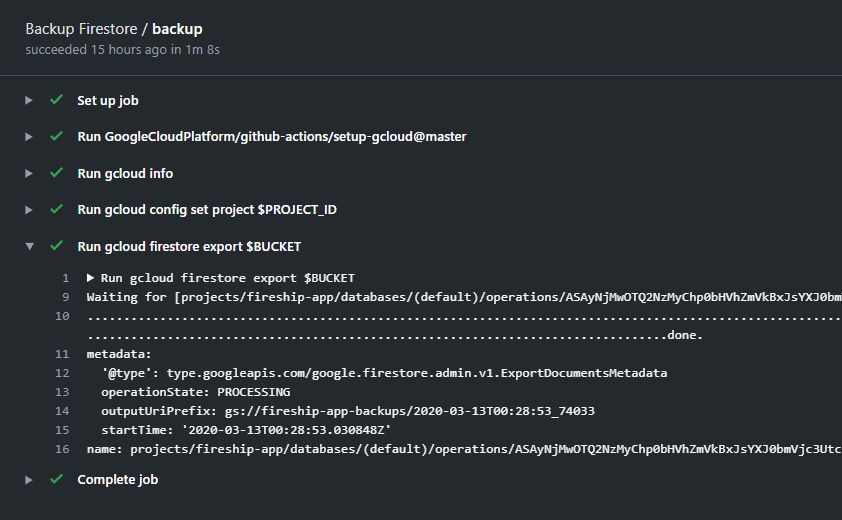 Backup Firestore / backup
succeeded 15 hours ago in 1m 8s
Set up job
Run GoogleCloudPlatform/github-actions/setup-gcloud@master
Run gcloud info
Run gcloud config set project $PROJECT_ID
Run gcloud firestore export $BUCKET
1 ▶ Run gcloud firestore export $BUCKET
9 Waiting for [projects/fireship-app/databases/(default)/operations/
10 ........................................................................................................
................................................................................done.
11 metadata:
12 '@type': type.googleapis.com/google.firestore.admin.v1.ExportDocumentsMetadata
13 operationState: PROCESSING
14 outputUriPrefix: gs://fireship-app-backups/2020-03-13T00:28:53_74033
15 startTime: '2020-03-13T00:28:53.030848Z'
16 name: projects/fireship-app/databases/(default)/operations/
Complete job